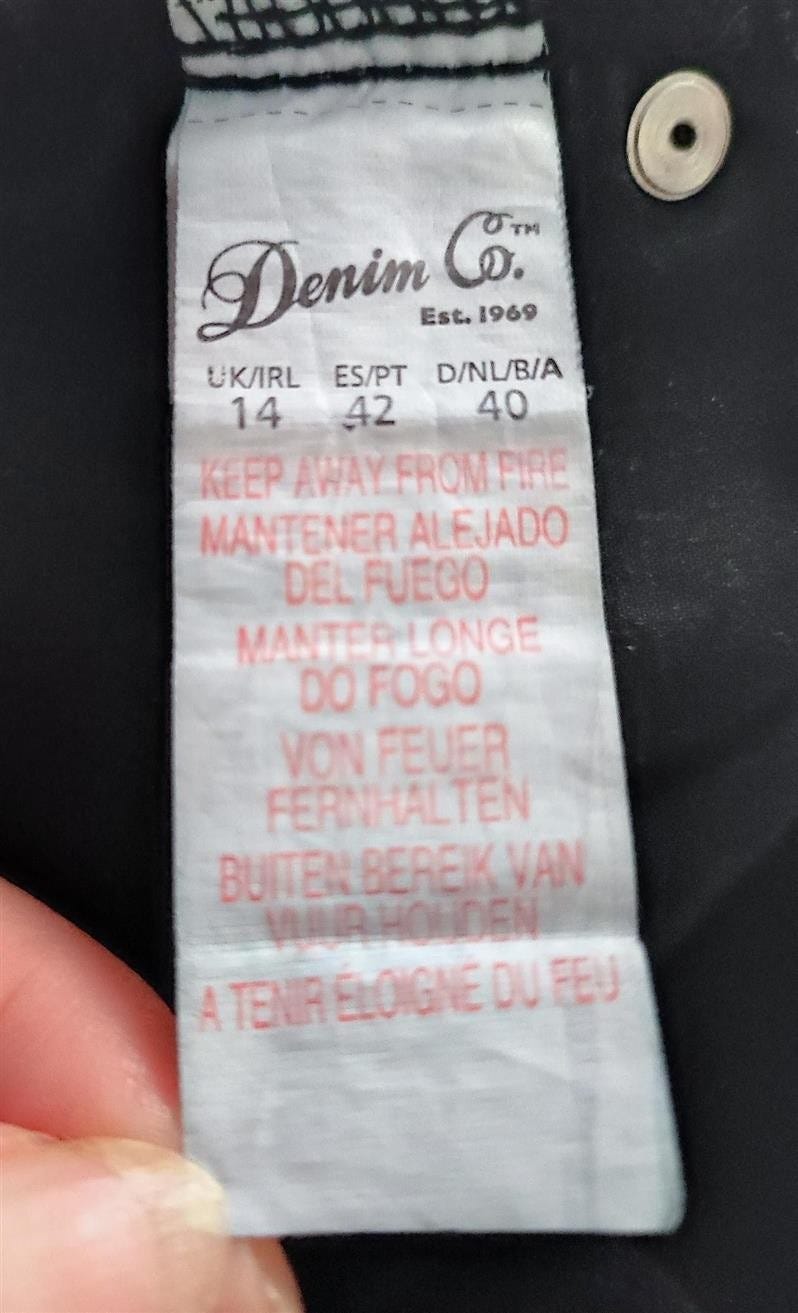 Denim Co.™
Est. 1969
UK/IRL ES/PT D/NL/B/A
14 42 40
KEEP AWAY FROM FIRE
MANTENER ALEJADO
DEL FUEGO
MANTER LONGE
DO FOGO
VON FEUER
FERNHALTEN
BUITEN BEREIK VAN
VUUR HOUDEN
A TENIR ÉLOIGNÉ DU FEU